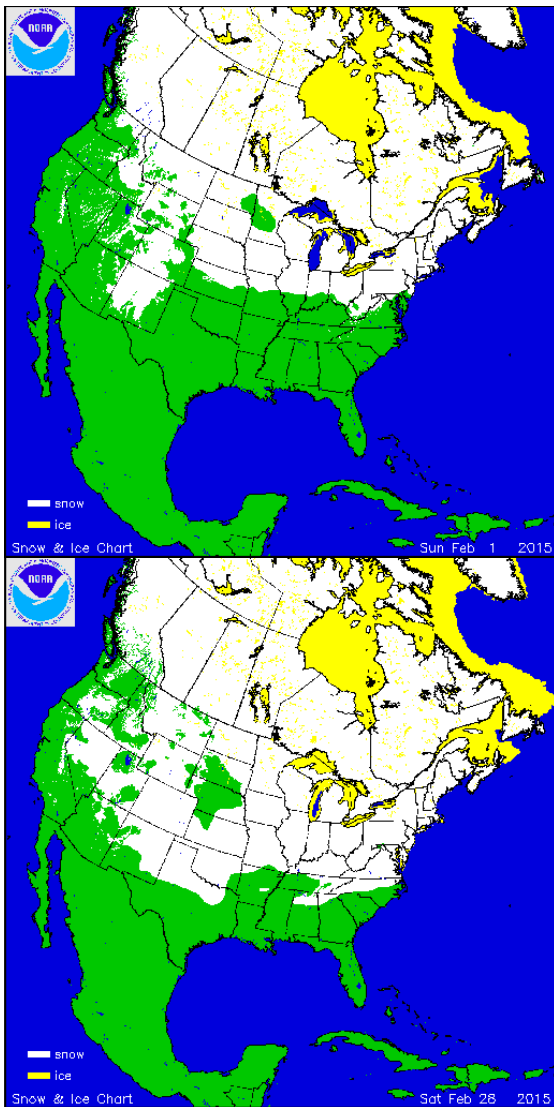 NOAA
snow
ice
Snow & Ice Chart
Sun Feb 1 2015
NOAA
snow
ice
Snow & Ice Chart
Sat Feb 28 2015